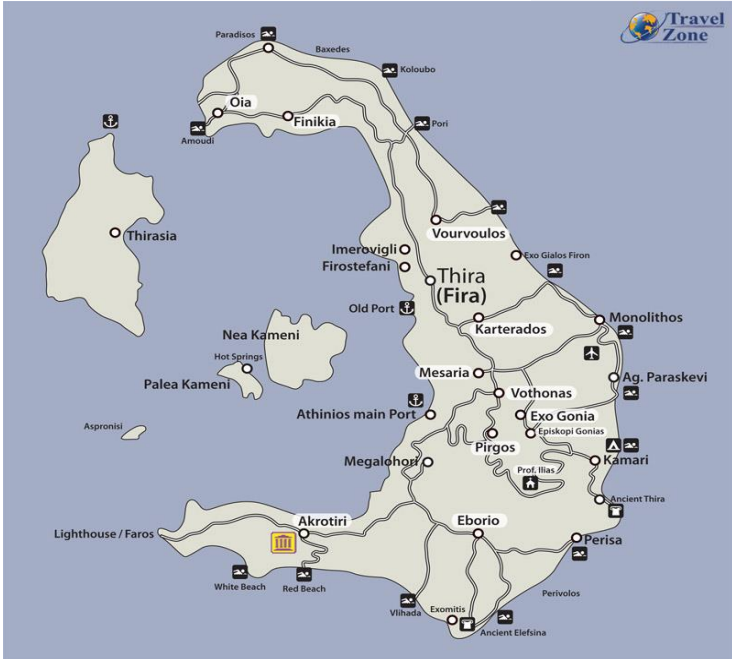 Travel
Zone
Paradisos
Baxedes
Koloubo
Oia
Finikia
Pori
Amoudi
Thirasia
Vourvoulos
Imerovigli
Exo Gialos Firon
Firostefani
Thira
(Fira)
Old Port
Monolithos
Karterados
Nea Kameni
Hot Springs
Mesaria
Ag. Paraskevi
Palea Kameni
Vothonas
Athinios main Port
Exo Gonia
Aspronisi
Episkopi Gonias
Pirgos
Megalohori
Kamari
Prof. Ilias
Ancient Thira
Akrotiri
Eborio
Lighthouse / Faros
Perisa
White Beach
Red Beach
Perivolos
Vlihada
Exomitis
Ancient Elefsina